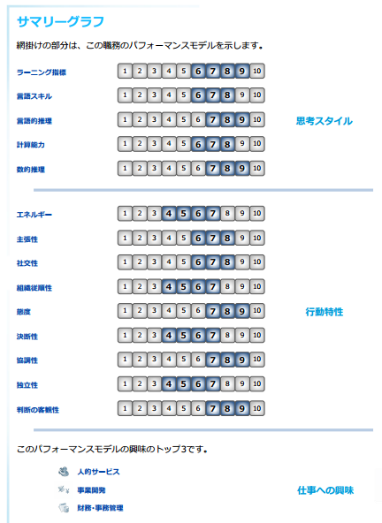 サマリーグラフ
網掛けの部分は、この職務のパフォーマンスモデルを示します。
ラーニング指標 1 2 3 4 5 6 7 8 9 10
言語スキル 1 2 3 4 5 6 7 8 9 10
言語的推理 1 2 3 4 5 6 7 8 9 10
思考スタイル
計算能力 1 2 3 4 5 6 7 8 9 10
数的推理 1 2 3 4 5 6 7 8 9 10
エネルギー 1 2 3 4 5 6 7 8 9 10
主張性 1 2 3 4 5 6 7 8 9 10
社交性 1 2 3 4 5 6 7 8 9 10
組織従順性 1 2 3 4 5 6 7 8 9 10
態度 1 2 3 4 5 6 7 8 9 10
行動特性
決断性 1 2 3 4 5 6 7 8 9 10
協調性 1 2 3 4 5 6 7 8 9 10
独立性 1 2 3 4 5 6 7 8 9 10
判断の客観性 1 2 3 4 5 6 7 8 9 10
このパフォーマンスモデルの興味のトップ3です。
人的サービス
事業開発
仕事への興味
財務・事務管理